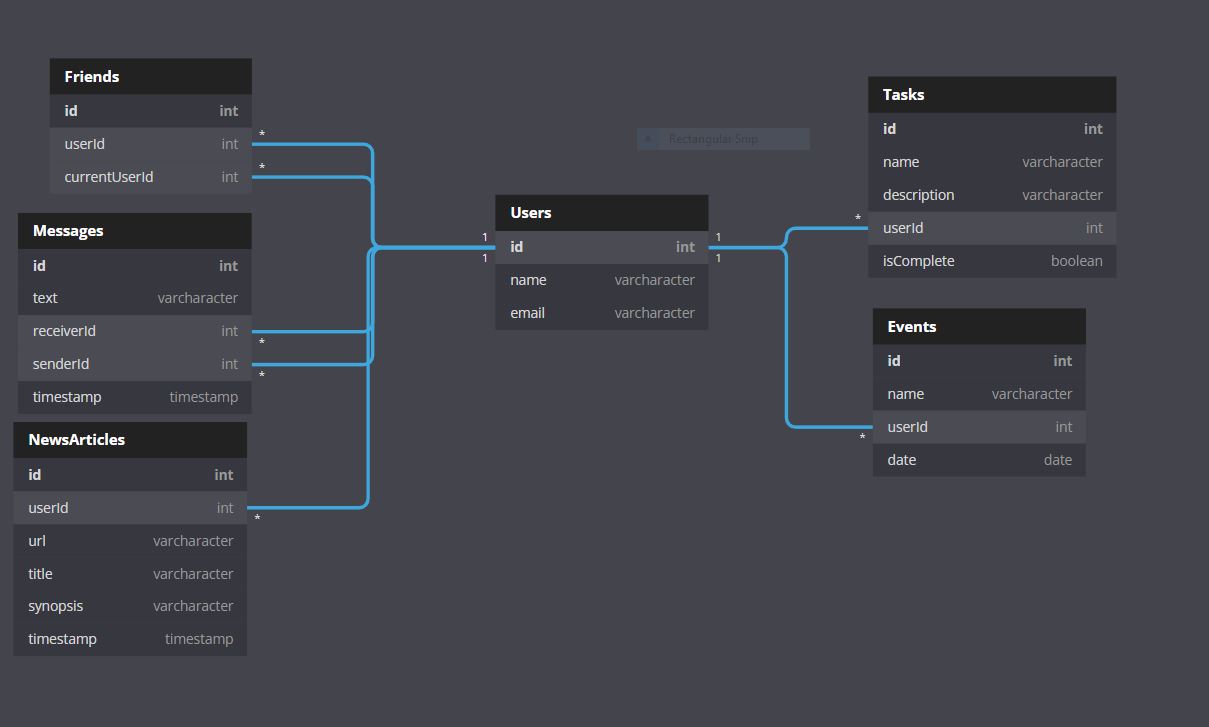 Friends
id int
userId int
currentUserId int
*
*
Messages
id int
text varcharacter
receiverId int
senderId int
timestamp timestamp
*
*
NewsArticles
id int
userId int
url varcharacter
title varcharacter
synopsis varcharacter
timestamp timestamp
*
Rectangular Snip
Users
id int
name varcharacter
email varcharacter
1
1
1
1
Tasks
id int
name varcharacter
description varcharacter
userId int
isComplete boolean
*
Events
id int
name varcharacter
userId int
date date
*